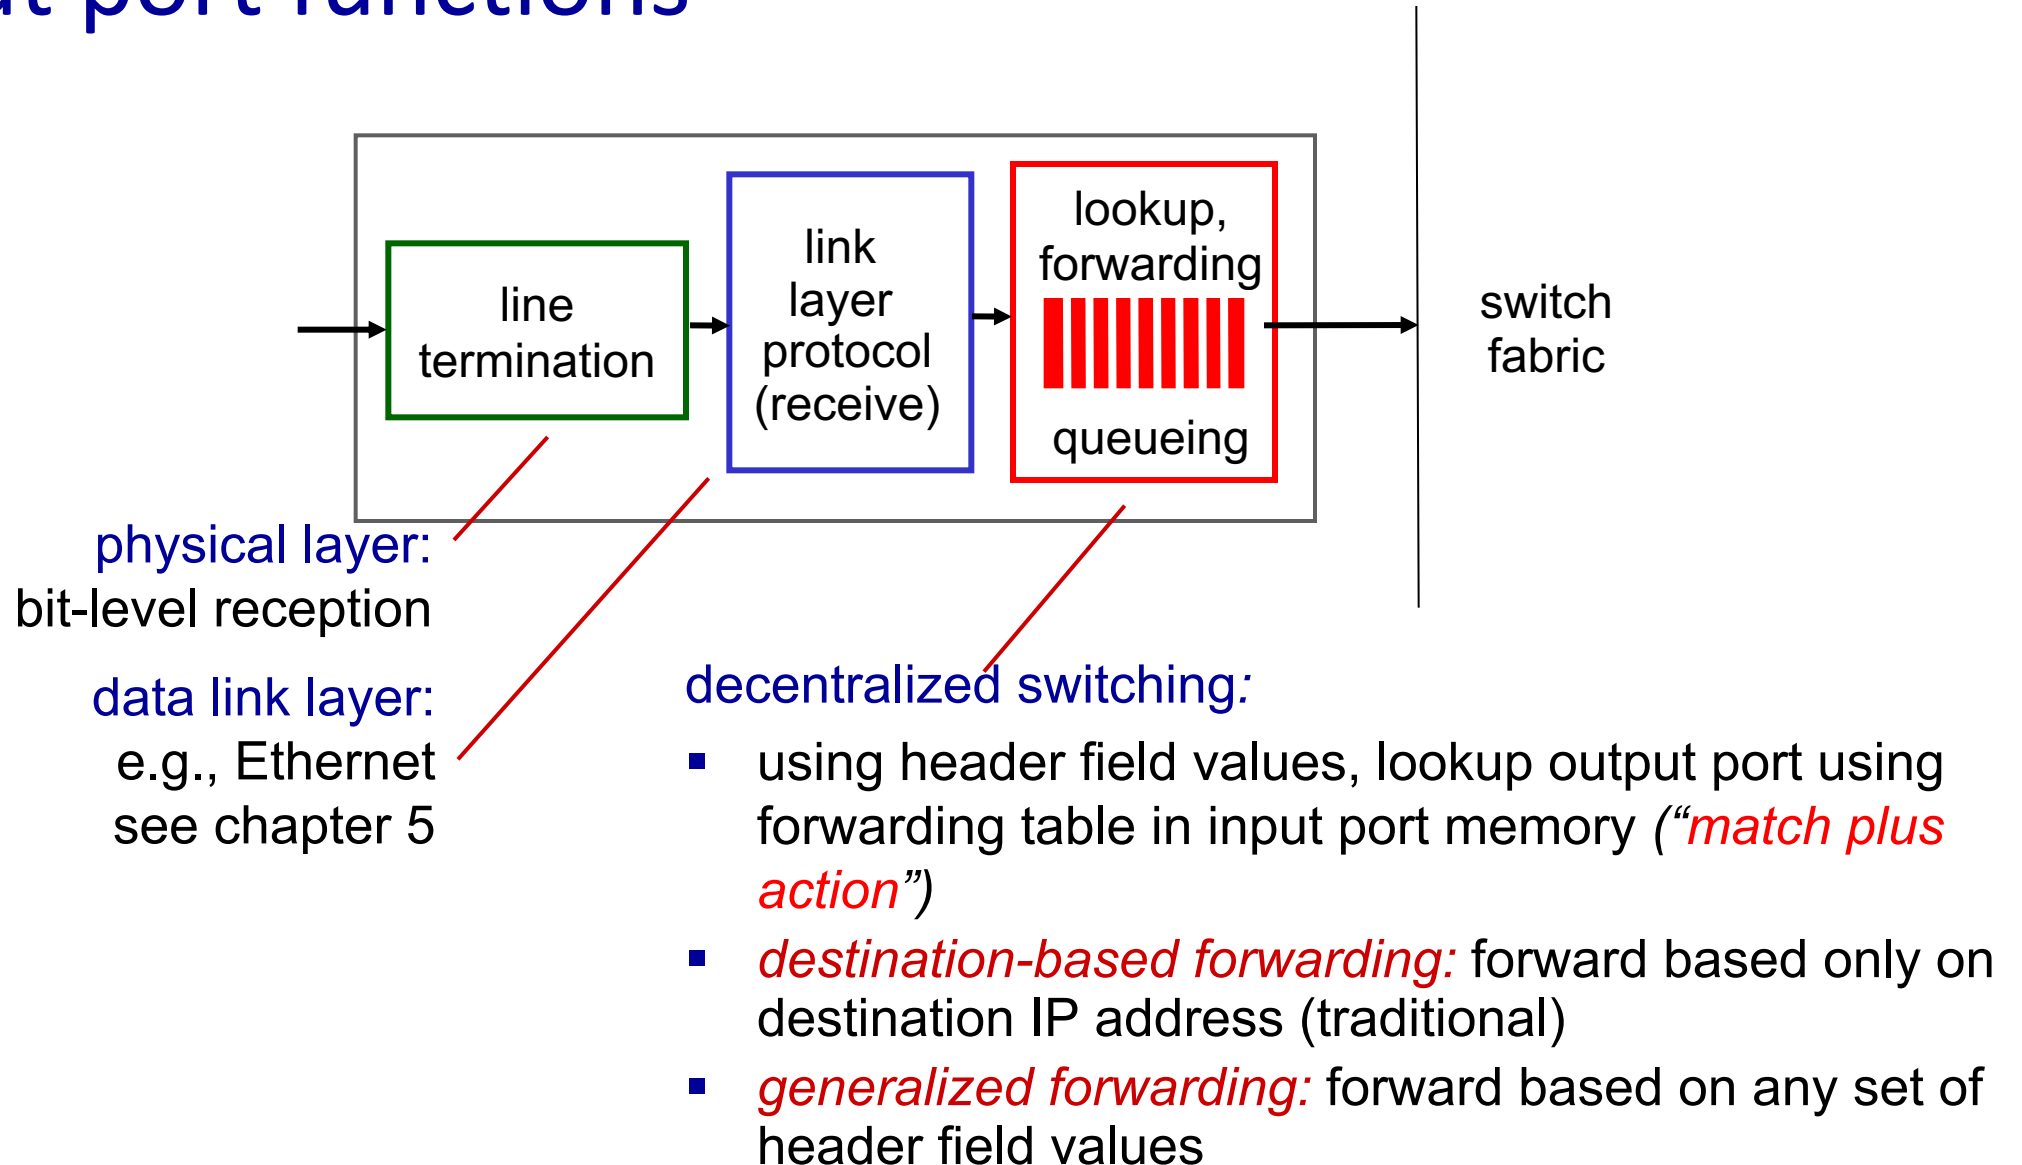 port functions
line
termination
link
layer
protocol
(receive)
lookup,
forwarding
queueing
switch
fabric
physical layer:
bit-level reception
data link layer:
e.g., Ethernet
see chapter 5
decentralized switching:
using header field values, lookup output port using
forwarding table in input port memory (“match plus
action”)
destination-based forwarding: forward based only on
destination IP address (traditional)
generalized forwarding: forward based on any set of
header field values